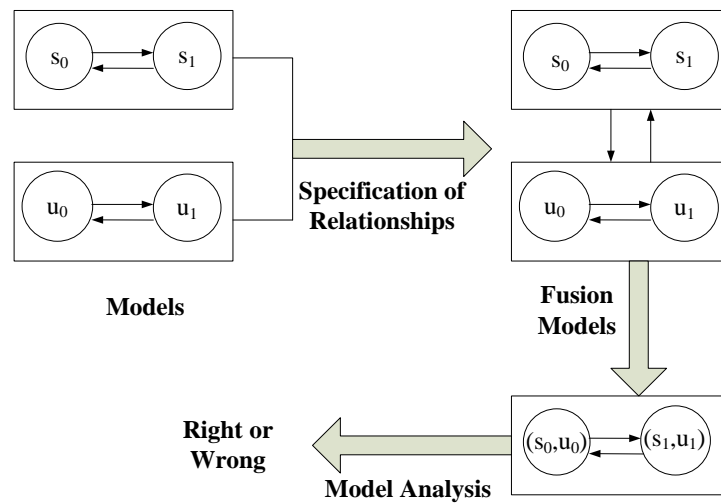 s0
s1
u0
u1
Models
Specification of
Relationships
s0
s1
u0
u1
Fusion
Models
(s0,u0)
(s1,u1)
Model Analysis
Right or
Wrong